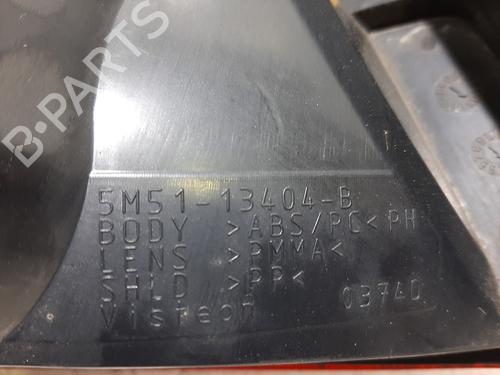 B-PARTS
5M51-13404-B
BODY >ABS/PC< PH
LENS >PMMA<
SHLD >PP<
Visteon 03740